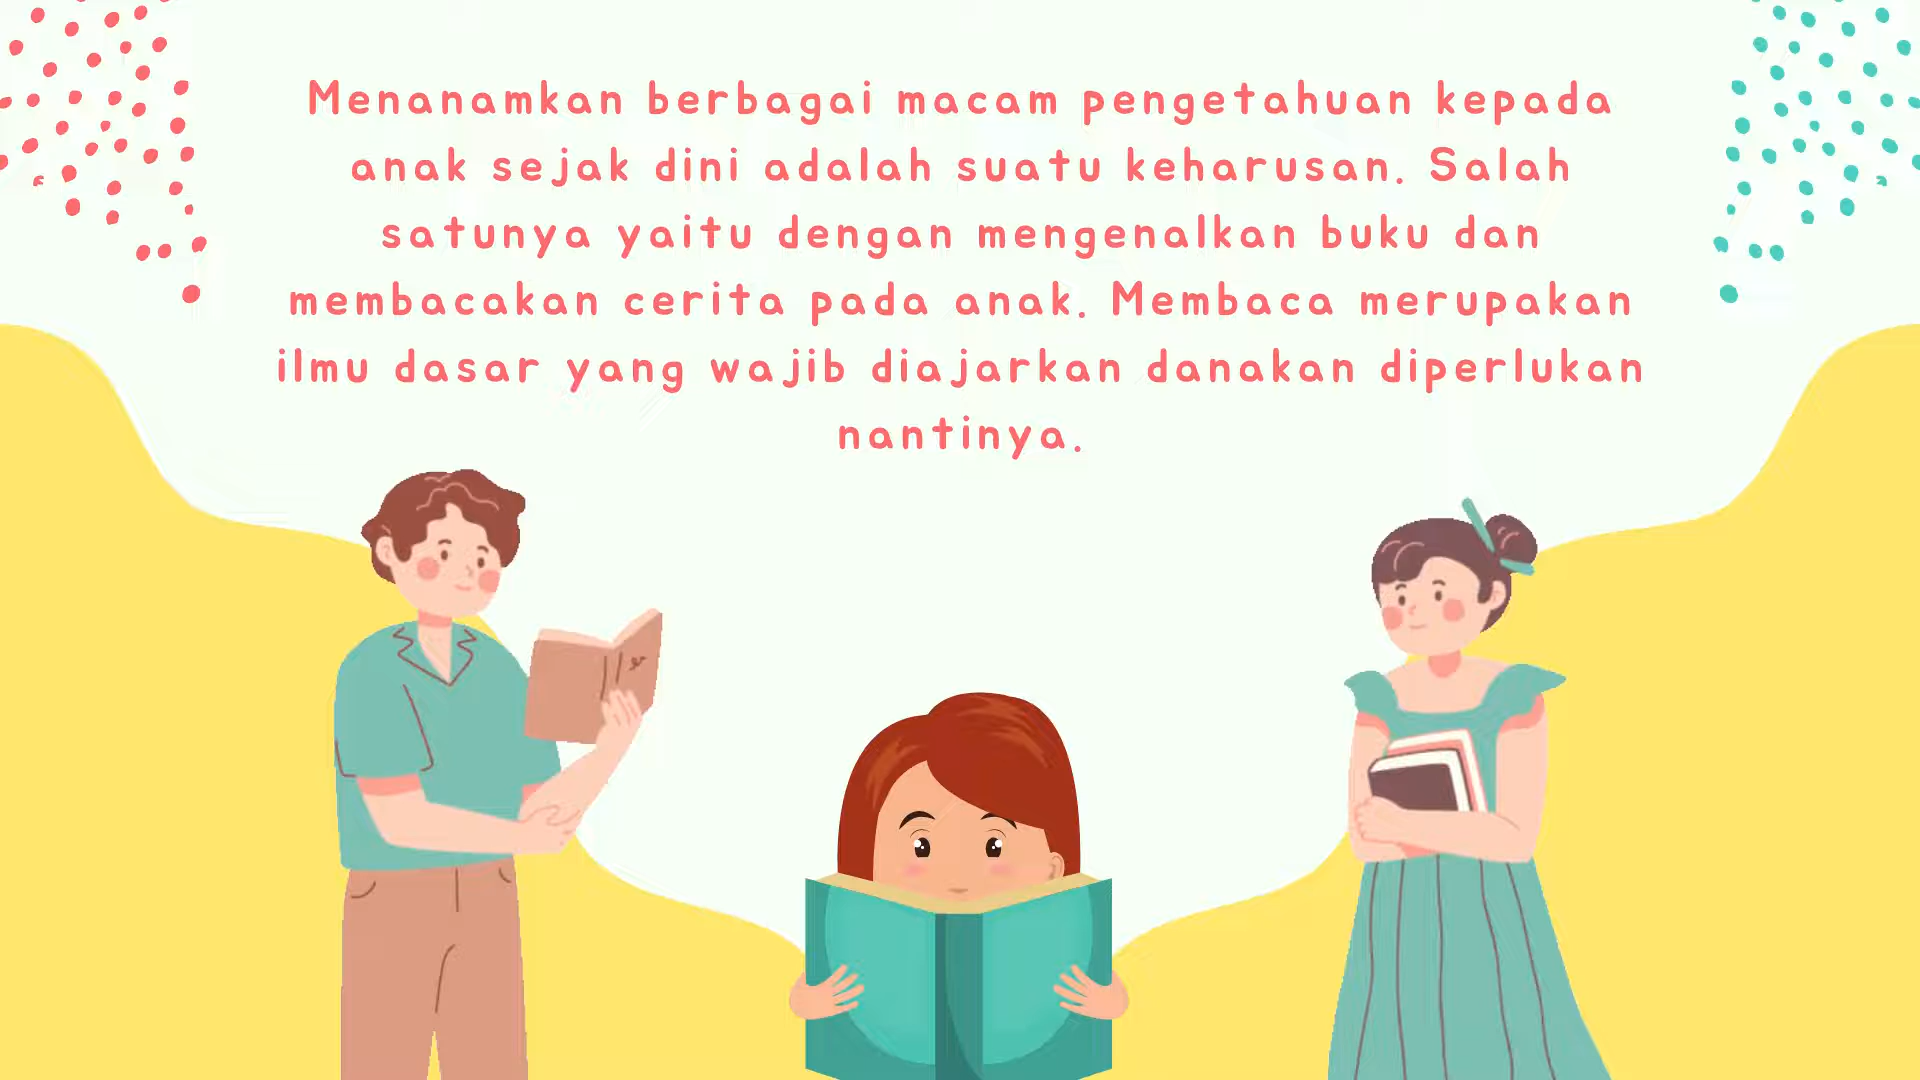 Menanamkan berbagai macam pengetahuan kepada
anak sejak dini adalah suatu keharusan. Salah
satunya yaitu dengan mengenalkan buku dan
membacakan cerita pada anak. Membaca merupakan
ilmu dasar yang wajib diajarkan danakan diperlukan
nantinya.